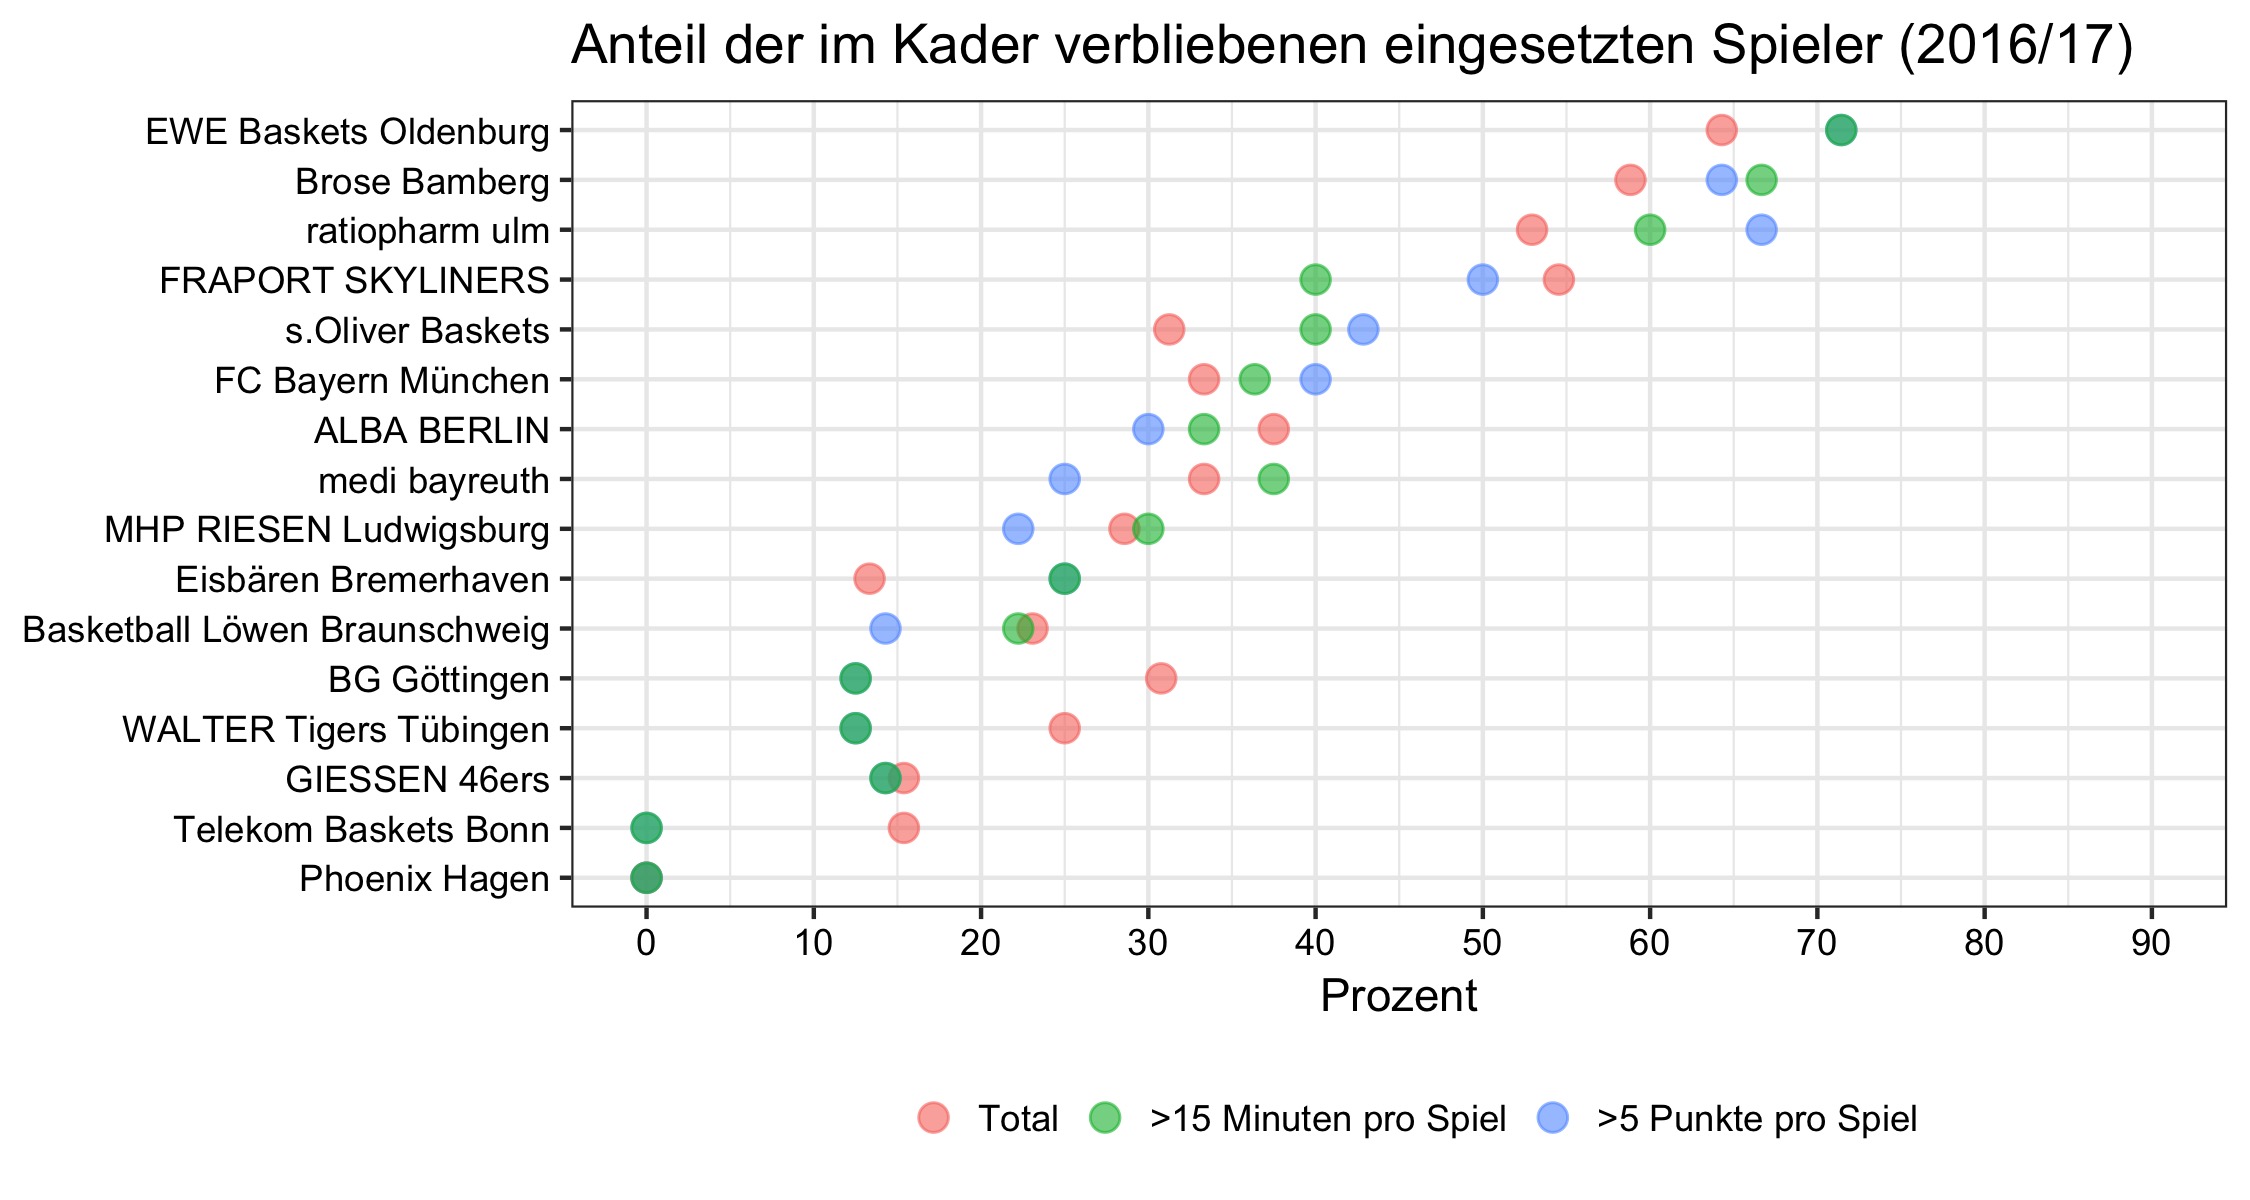 Anteil der im Kader verbliebenen eingesetzten Spieler (2016/17)
EWE Baskets Oldenburg
Brose Bamberg
ratiopharm ulm
FRAPORT SKYLINERS
s.Oliver Baskets
FC Bayern München
ALBA BERLIN
medi bayreuth
MHP RIESEN Ludwigsburg
Eisbären Bremerhaven
Basketball Löwen Braunschweig
BG Göttingen
WALTER Tigers Tübingen
GIESSEN 46ers
Telekom Baskets Bonn
Phoenix Hagen
0 10 20 30 40 50 60 70 80 90
Prozent
Total >15 Minuten pro Spiel >5 Punkte pro Spiel